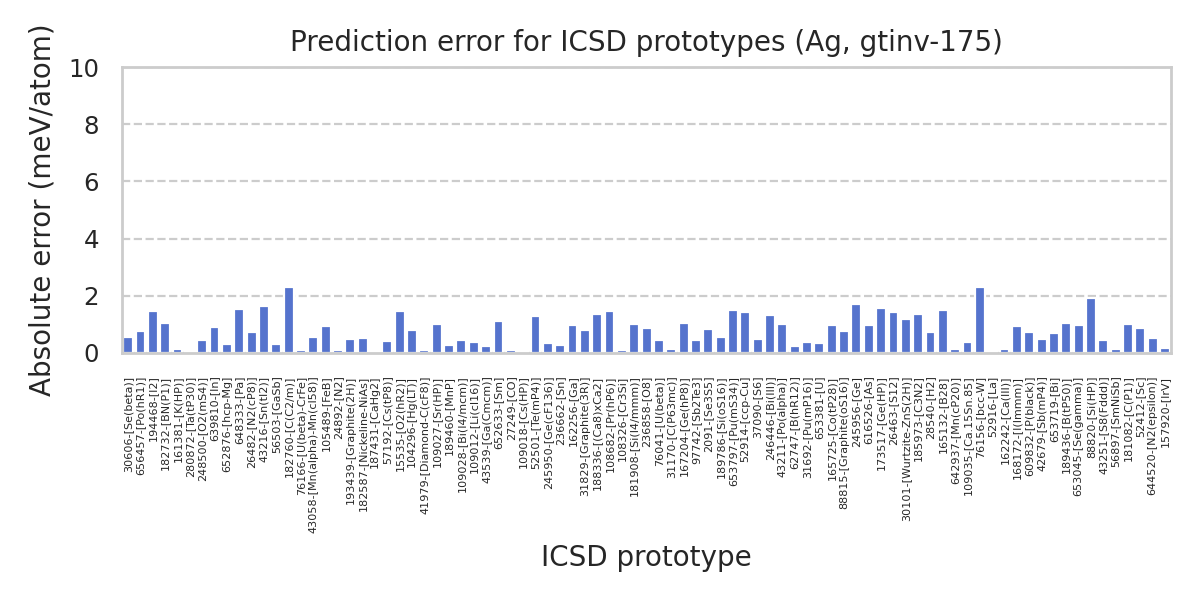 Prediction error for ICSD prototypes (Ag, gtinv-175)
Absolute error (meV/atom)
10
8
6
4
2
0
30606-[Se(beta)]
656457-[Po(hR1)]
194468-[I2]
182732-[BN(P1)]
161381-[K(HP)]
280872-[Ta(tP30)]
248500-[O2(mS4)]
639810-[In]
652876-[hcp-Mg]
648333-[Pa]
26482-[N2(cP8)]
43216-[Sn(tI2)]
56503-[GaSb]
182760-[C(C2/m)]
76166-[U(beta)-CrFe]
43058-[Mn(alpha)-Mn(cI58)]
105489-[FeB]
24892-[N2]
193439-[Graphite(2H)]
182587-[Nickeline-NiAs]
187431-[CaHg2]
57192-[Cs(tP8)]
15535-[O2(hR2)]
104296-[Hg(LT)]
41979-[Diamond-C(cF8)]
109027-[Sr(HP)]
189460-[MnP]
109028-[Bi(I4/mcm)]
109012-[Li(cI16)]
43539-[Ga(Cmcm)]
652633-[Sm]
27249-[CO]
109018-[Cs(HP)]
52501-[Te(mP4)]
245950-[Ge(cF136)]
236662-[Sn]
162256-[Ga]
31829-[Graphite(3R)]
188336-[(Ca8)xCa2]
108682-[Pr(hP6)]
108326-[Cr3Si]
181908-[Si(I4/mmm)]
236858-[O8]
76041-[U(beta)]
31170-[C(P63mc)]
167204-[Ge(hP8)]
97742-[Sb2Te3]
2091-[Se3S5]
189786-[Si(oS16)]
653797-[Pu(mS34)]
52914-[ccp-Cu]
37090-[S6]
246446-[Bi(III)]
43211-[Po(alpha)]
62747-[B(hR12)]
31692-[Pu(mP16)]
653381-[U]
165725-[Co(tP28)]
88815-[Graphite(oS16)]
245956-[Ge]
616526-[As]
173517-[Ge(HP)]
26463-[S12]
30101-[Wurtzite-ZnS(2H)]
185973-[C3N2]
28540-[H2]
165132-[B28]
642937-[Mn(cP20)]
109035-[Ca.15Sn.85]
76156-[bcc-W]
52916-[La]
162242-[Ca(III)]
168172-[I(Immm)]
609832-[P(black)]
42679-[Sb(mP4)]
653719-[Bi]
189436-[B(tP50)]
653045-[Se(gamma)]
88820-[Si(HP)]
43251-[S8(Fddd)]
56897-[SmNiSb]
181082-[C(P1)]
52412-[Sc]
644520-[N2(epsilon)]
157920-[IrV]
ICSD prototype